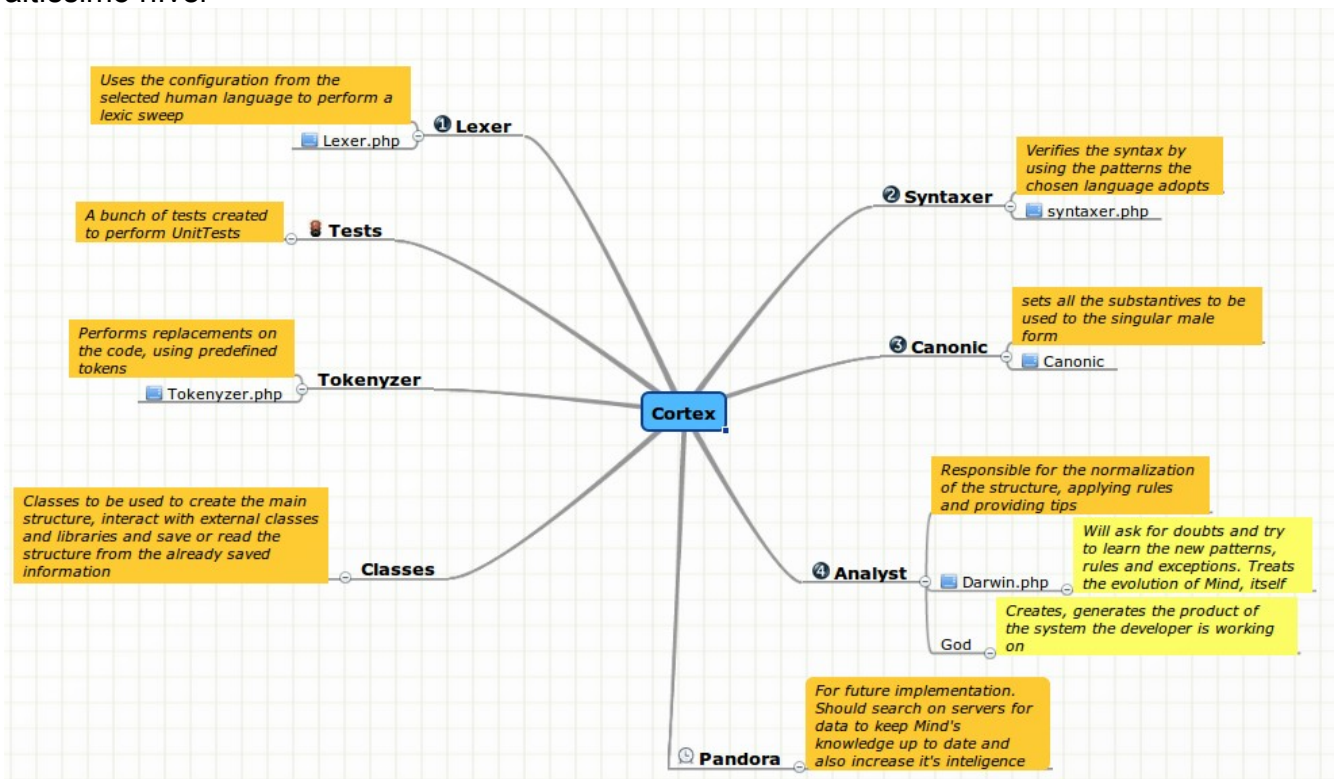 Uses the configuration from the
selected human language to perform a
lexic sweep
Lexer.php
1 Lexer
A bunch of tests created
to perform UnitTests
Tests
Performs replacements on
the code, using predefined
tokens
Tokenyzer.php
Tokenyzer
Classes to be used to create the main
structure, interact with external classes
and libraries and save or read the
structure from the already saved
information
Classes
Cortex
2 Syntaxer
Verifies the syntax by
using the patterns the
chosen language adopts
syntaxer.php
3 Canonic
sets all the substantives to be
used to the singular male
form
Canonic
4 Analyst
Responsible for the normalization
of the structure, applying rules
and providing tips
Darwin.php
Will ask for doubts and try
to learn the new patterns,
rules and exceptions. Treats
the evolution of Mind, itself
God
Creates, generates the product of
the system the developer is working
on
Pandora
For future implementation.
Should search on servers for
data to keep Mind's
knowledge up to date and
also increase it's inteligence